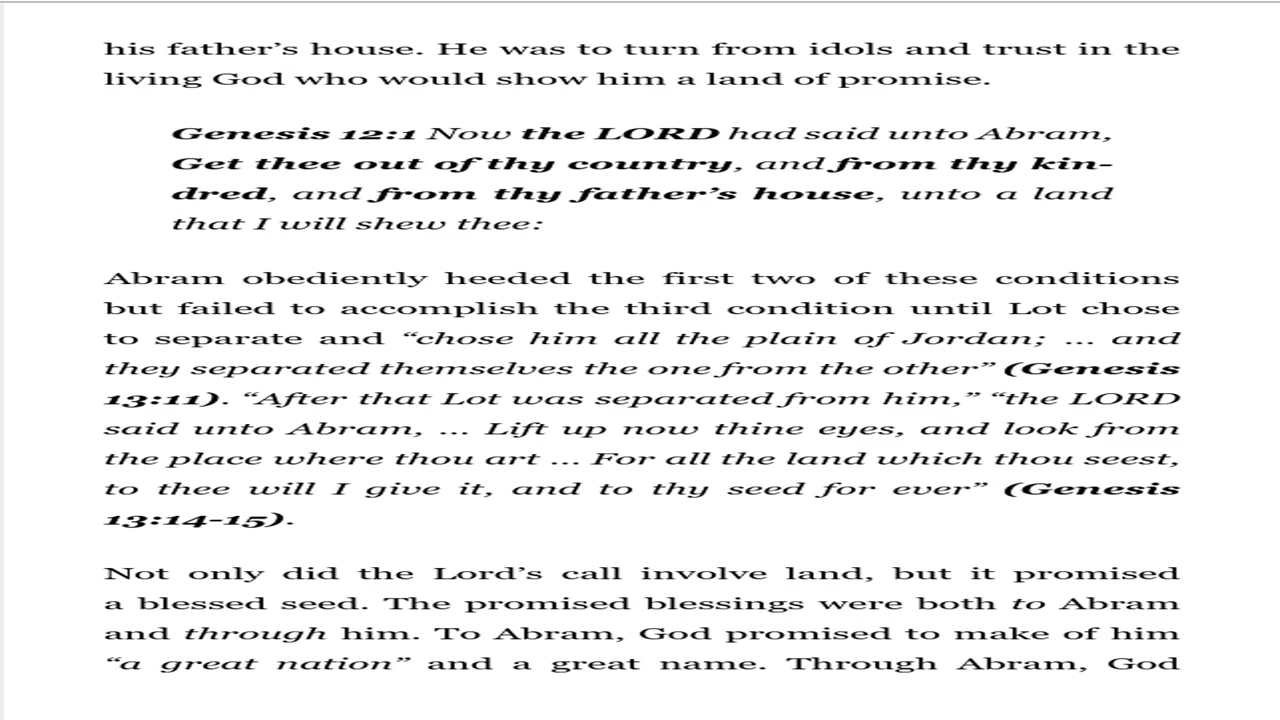 his father’s house. He was to turn from idols and trust in the
living God who would show him a land of promise.
Genesis 12:1 Now the LORD had said unto Abram,
Get thee out of thy country, and from thy kin-
dred, and from thy father’s house, unto a land
that I will shew thee:
Abram obediently heeded the first two of these conditions
but failed to accomplish the third condition until Lot chose
to separate and “chose him all the plain of Jordan; ... and
they separated themselves the one from the other” (Genesis
13:11). “After that Lot was separated from him,” “the LORD
said unto Abram, ... Lift up now thine eyes, and look from
the place where thou art ... For all the land which thou seest,
to thee will I give it, and to thy seed for ever” (Genesis
13:14-15).
Not only did the Lord’s call involve land, but it promised
a blessed seed. The promised blessings were both to Abram
and through him. To Abram, God promised to make of him
“a great nation” and a great name. Through Abram, God